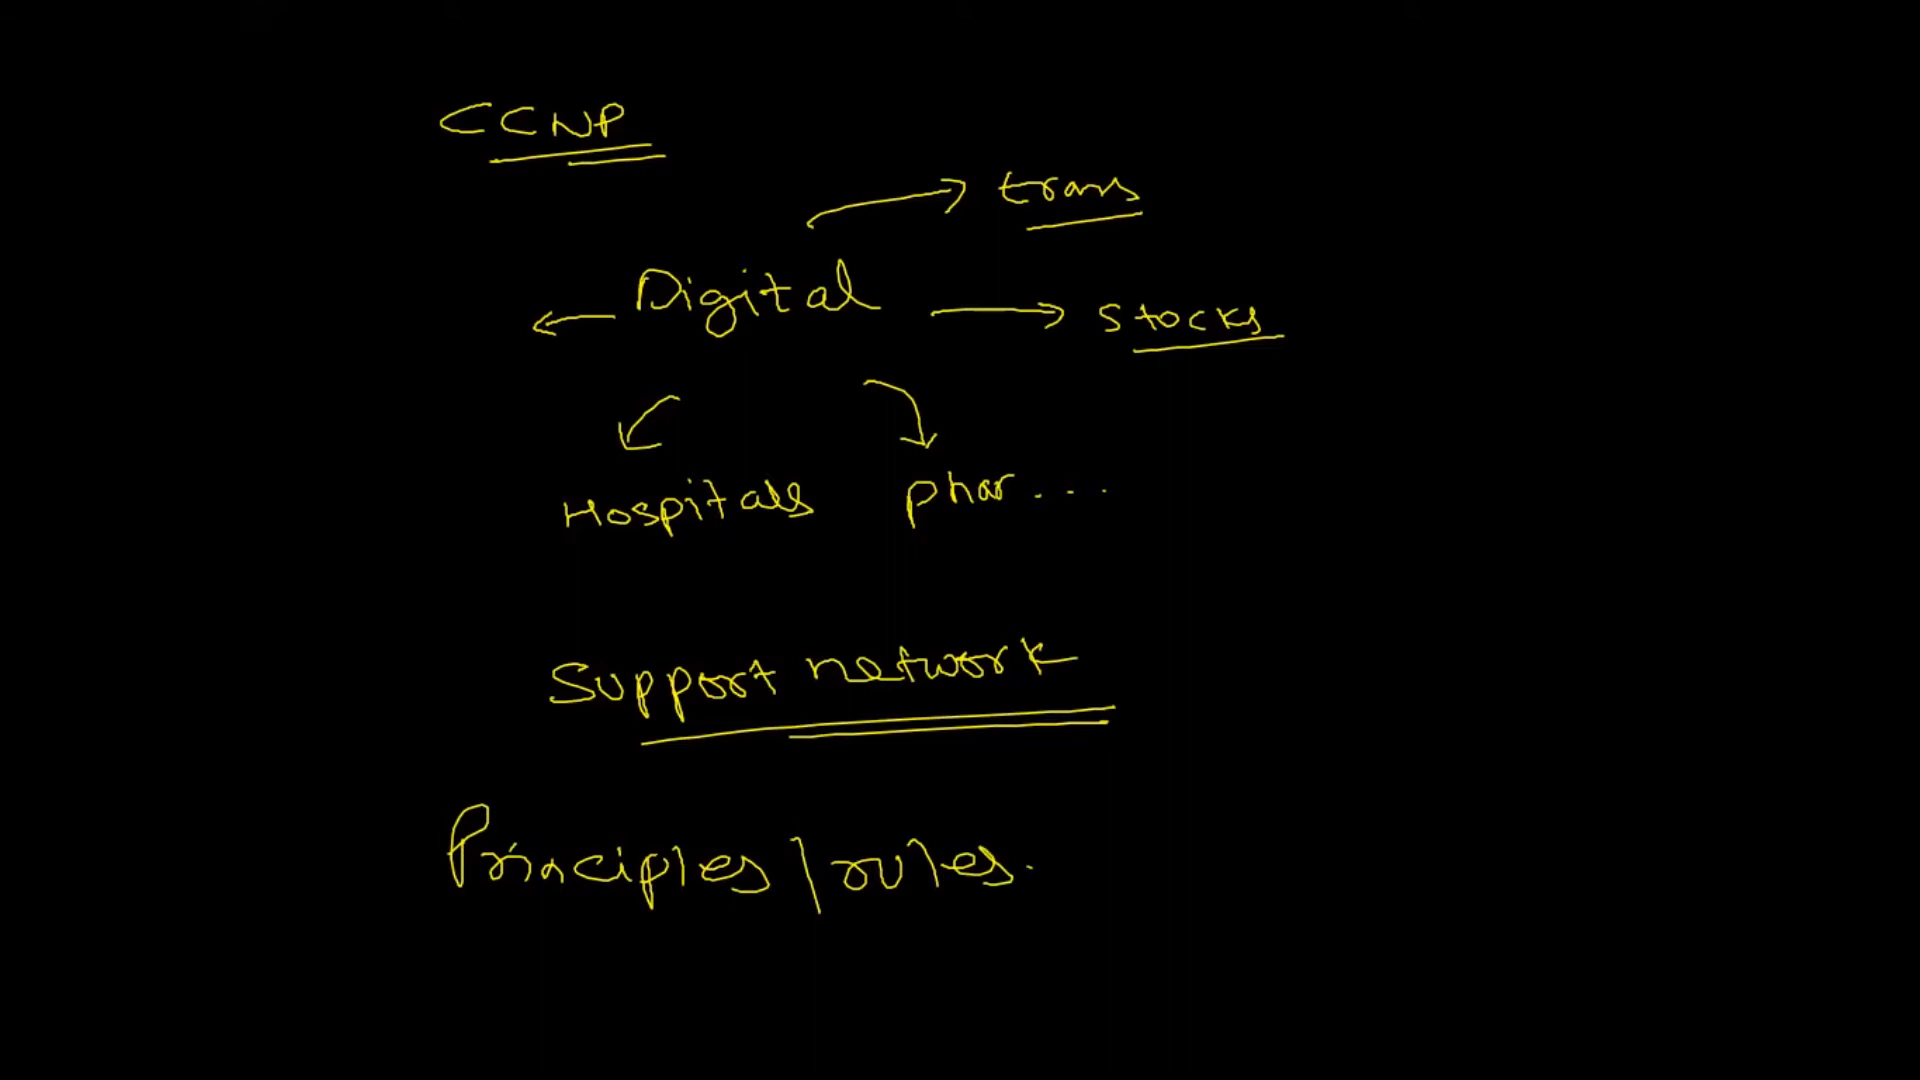 CCNP
trans
Digital
stocks
Hospitals phar....
Support network
Principles / rules.